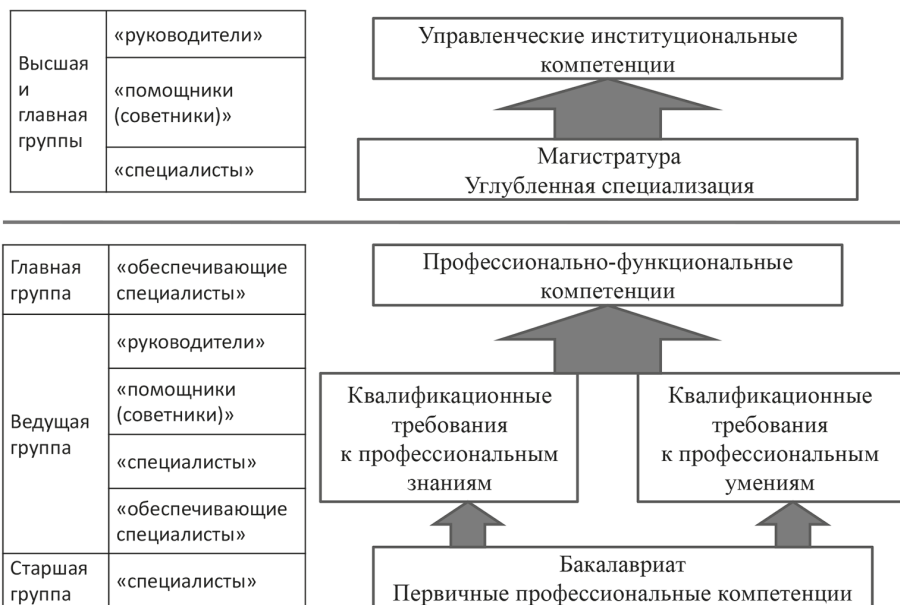 Высшая
и
главная
группы
«руководители»
«помощники
(советники)»
«специалисты»
Управленческие институциональные
компетенции
Магистратура
Углубленная специализация
Главная
группа
«обеспечивающие
специалисты»
Ведущая
группа
«руководители»
«помощники
(советники)»
«специалисты»
«обеспечивающие
специалисты»
Старшая
группа
«специалисты»
Профессионально-функциональные
компетенции
Квалификационные
требования
к профессиональным
знаниям
Квалификационные
требования
к профессиональным
умениям
Бакалавриат
Первичные профессиональные компетенции